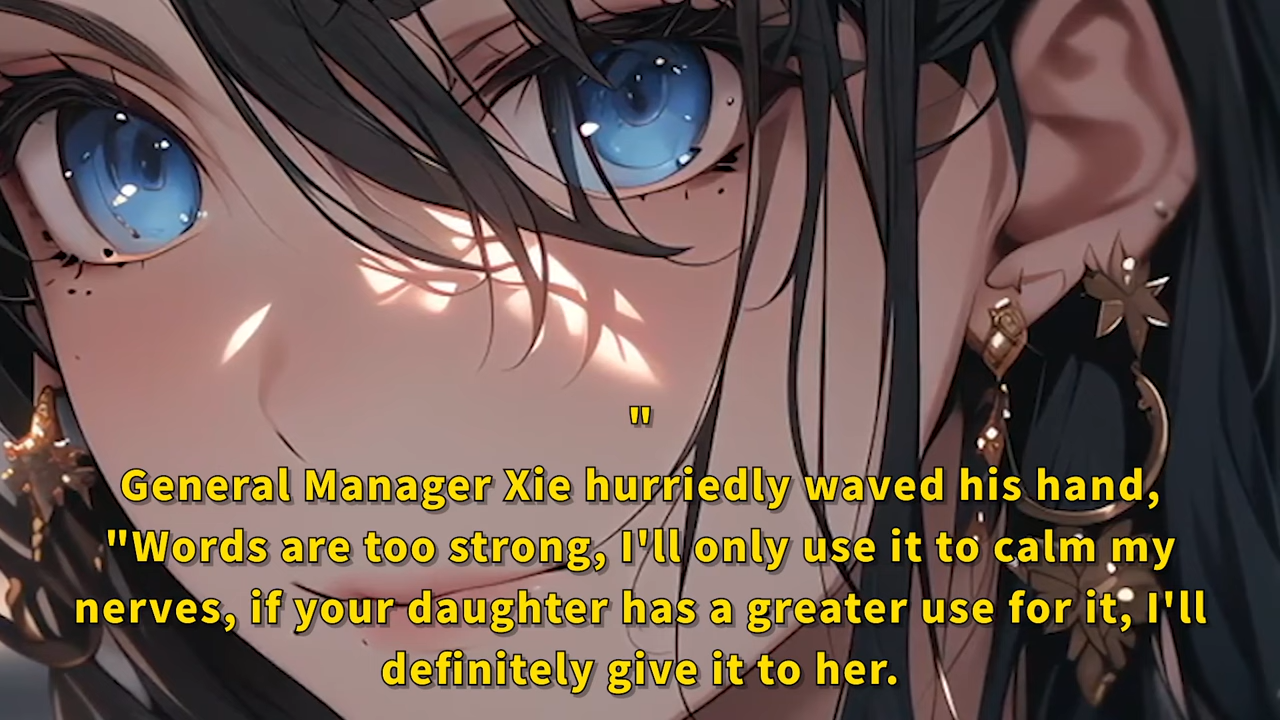 "
General Manager Xie hurriedly waved his hand,
"Words are too strong, I'll only use it to calm my
nerves, if your daughter has a greater use for it, I'll
definitely give it to her.